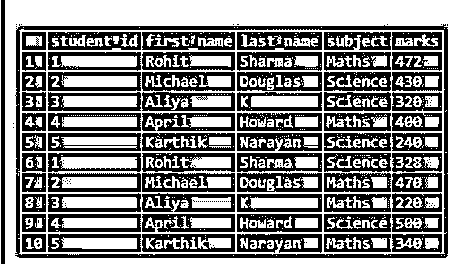 student_id first_name last_name subject marks
1 1 Rohit Sharma Maths 472
2 2 Michael Douglas Science 430
3 3 Aliya K Science 320
4 4 April Howard Maths 400
5 5 Karthik Narayan Science 240
6 1 Rohit Sharma Science 328
7 2 Michael Douglas Maths 470
8 3 Aliya K Maths 220
9 4 April Howard Science 500
10 5 Karthik Narayan Maths 340